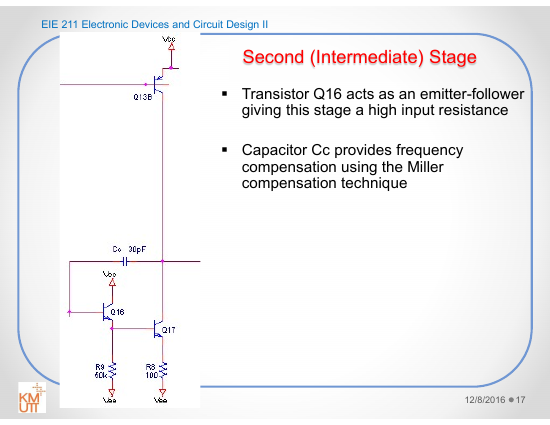 EIE 211 Electronic Devices and Circuit Design II
Second (Intermediate) Stage
▪ Transistor Q16 acts as an emitter-follower
giving this stage a high input resistance
▪ Capacitor Cc provides frequency
compensation using the Miller
compensation technique
Vcc
Q13B
Cc 30pF
Vcc
Q16
Q17
R9
50k
R8
100
Vee
Vee
KM
UTT
12/8/2016 ● 17